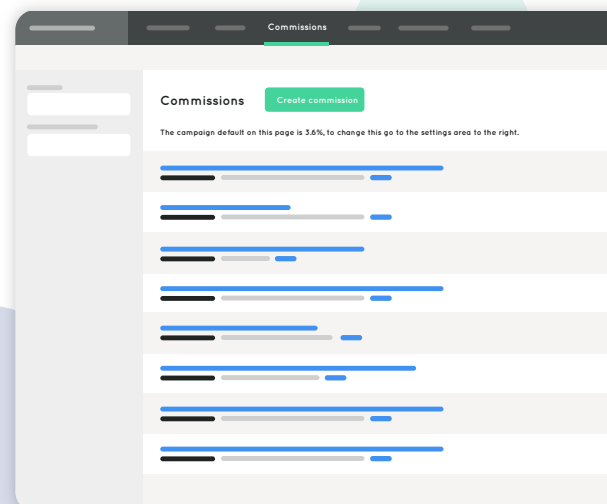 Commissions
Commissions
Create commission
The campaign default on this page is 3.6%, to change this go to the settings area to the right.